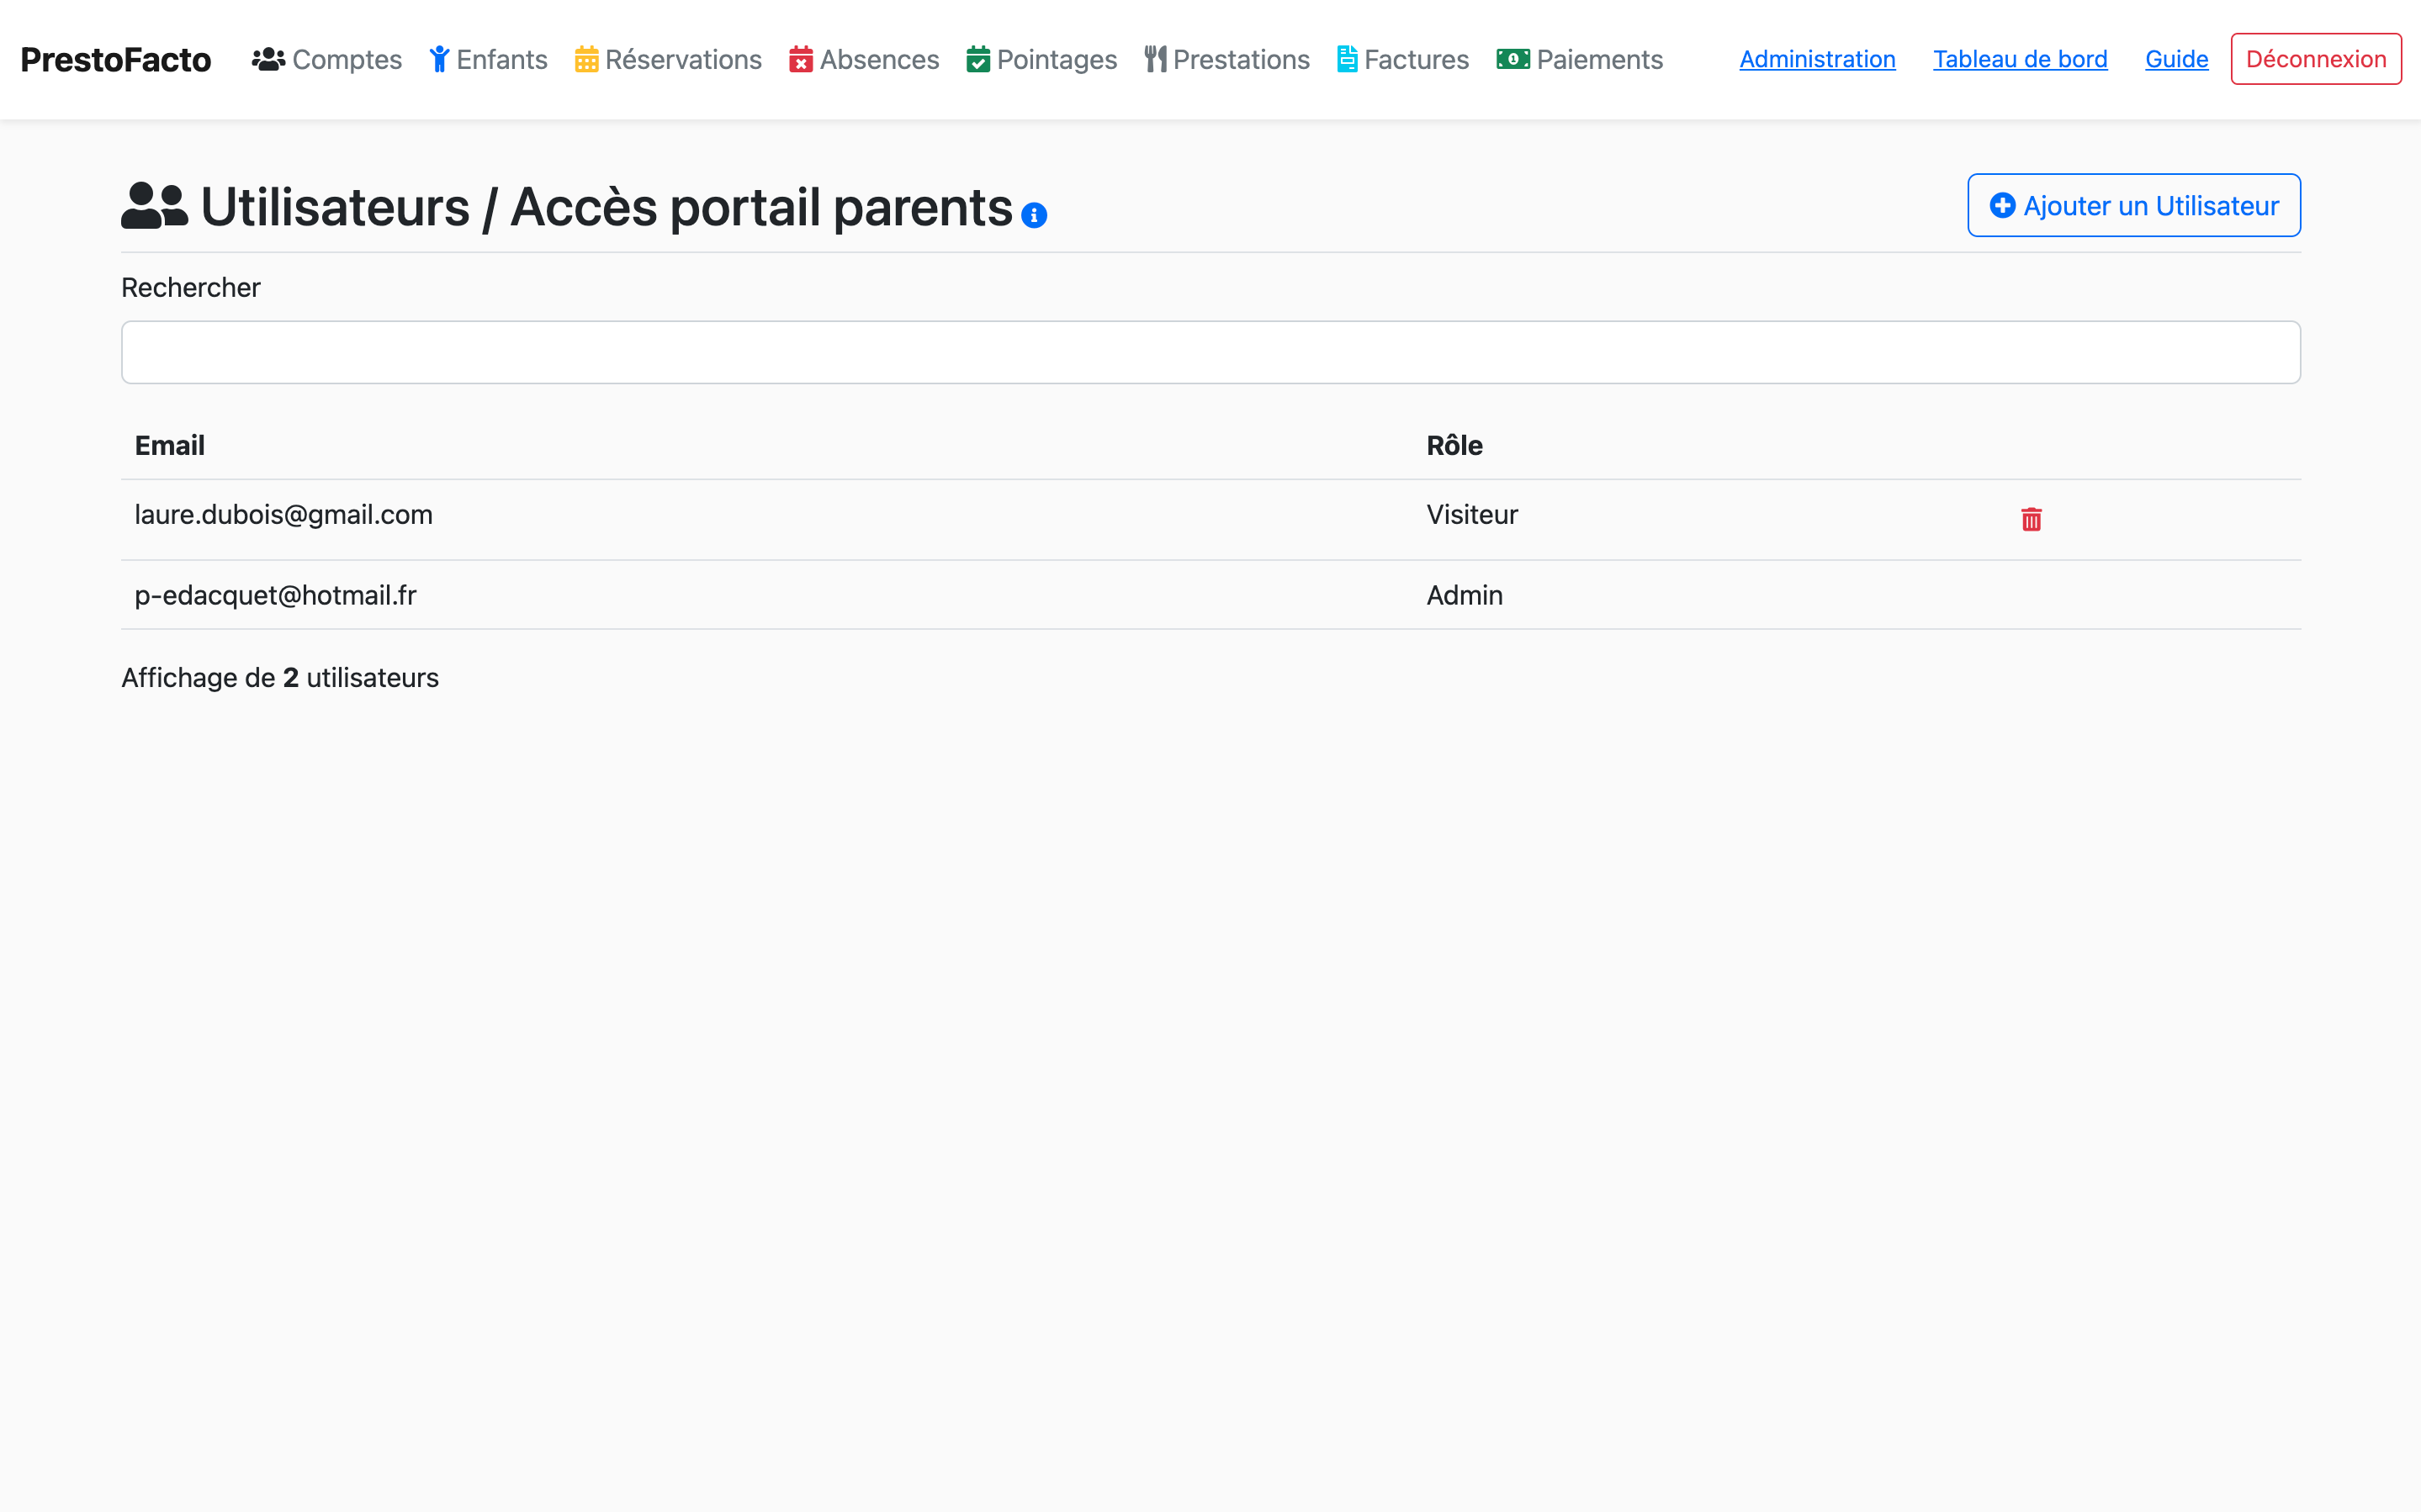 PrestoFacto Comptes Enfants Réservations Absences Pointages Prestations Factures Paiements Administration Tableau de bord Guide Déconnexion
Utilisateurs / Accès portail parents Ajouter un Utilisateur
Rechercher
Email Rôle
laure.dubois@gmail.com Visiteur
p-edacquet@hotmail.fr Admin
Affichage de 2 utilisateurs